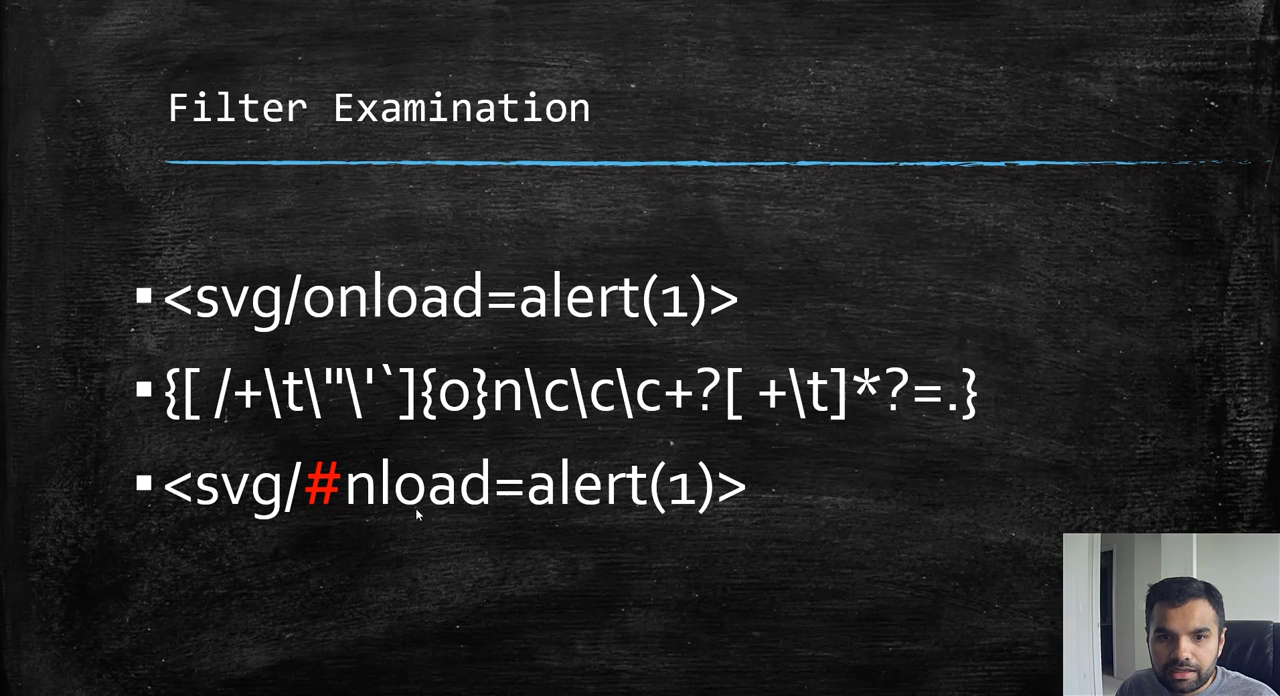 Filter Examination
▪<svg/onload=alert(1)>
▪{[ /+\t\"\'`]{o}n\c\c\c+?[ +\t]*?=.}
▪<svg/#nload=alert(1)>